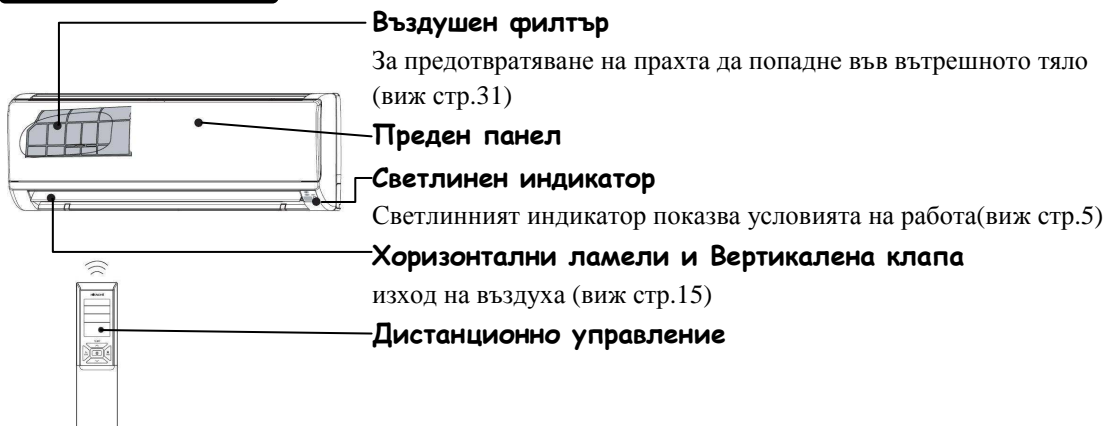 Въздушен филтър
За предотвратяване на прахта да попадне във вътрешното тяло
(виж стр.31)
Преден панел
Светлинен индикатор
Светлинният индикатор показва условията на работа(виж стр.5)
Хоризонтални ламели и Вертикалена клапа
изход на въздуха (виж стр.15)
Дистанционно управление